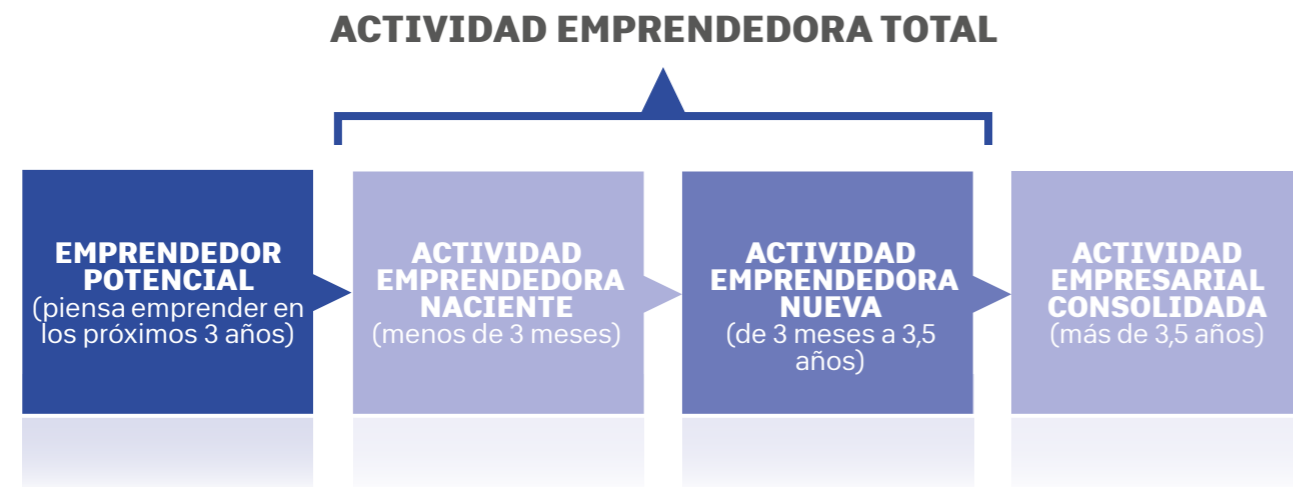 ACTIVIDAD EMPRENDEDORA TOTAL
EMPRENDEDOR
POTENCIAL
(piensa emprender en
los próximos 3 años)
ACTIVIDAD
EMPRENDEDORA
NACIENTE
(menos de 3 meses)
ACTIVIDAD
EMPRENDEDORA
NUEVA
(de 3 meses a 3,5
años)
ACTIVIDAD
EMPRESARIAL
CONSOLIDADA
(más de 3,5 años)